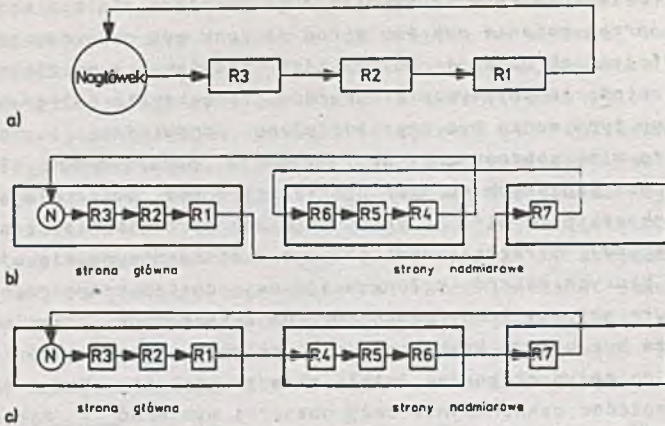 Nagłówek R3 R2 R1
a)
N R3 R2 R1 R6 R5 R4 R7
b) strona główna strony nadmiarowe
N R3 R2 R1 R4 R5 R6 R7
strona główna strony nadmiarowe
c)